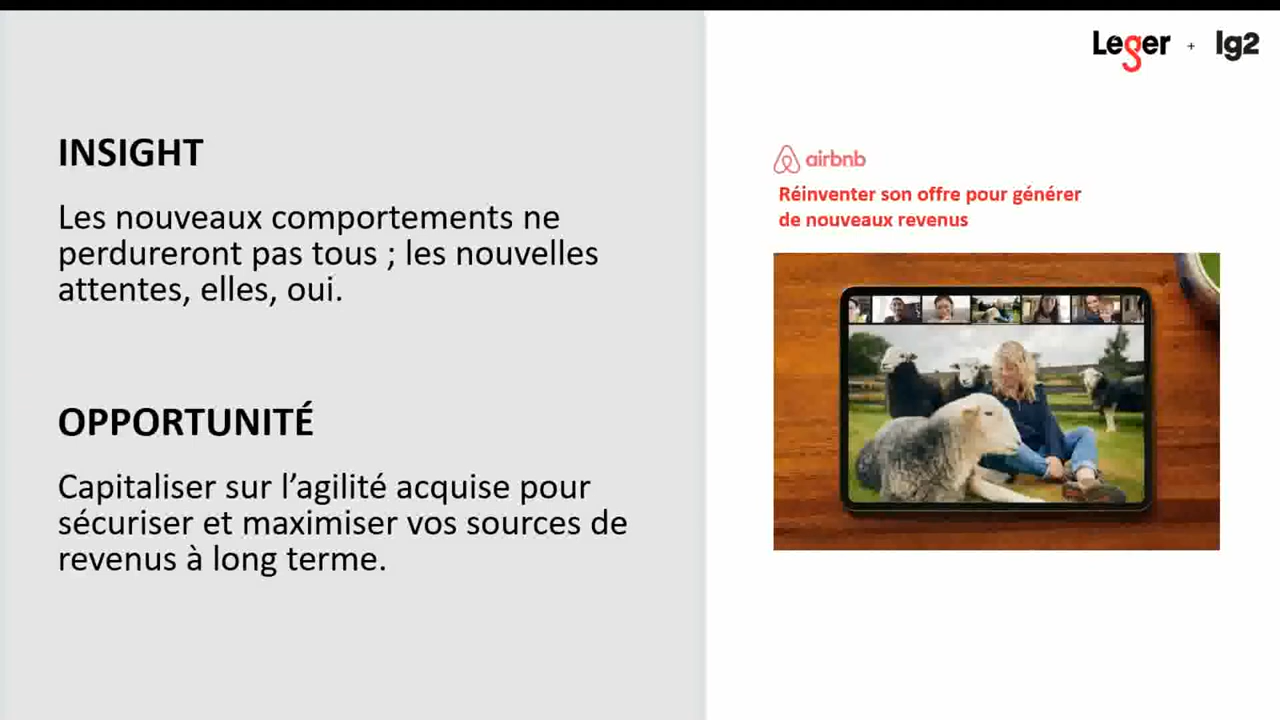 Leger + lg2
INSIGHT
Les nouveaux comportements ne
perdureront pas tous ; les nouvelles
attentes, elles, oui.
OPPORTUNITÉ
Capitaliser sur l’agilité acquise pour
sécuriser et maximiser vos sources de
revenus à long terme.
airbnb
Réinventer son offre pour générer
de nouveaux revenus